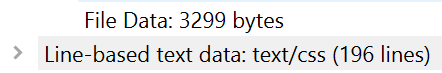 File Data: 3299 bytes
Line-based text data: text/css (196 lines)